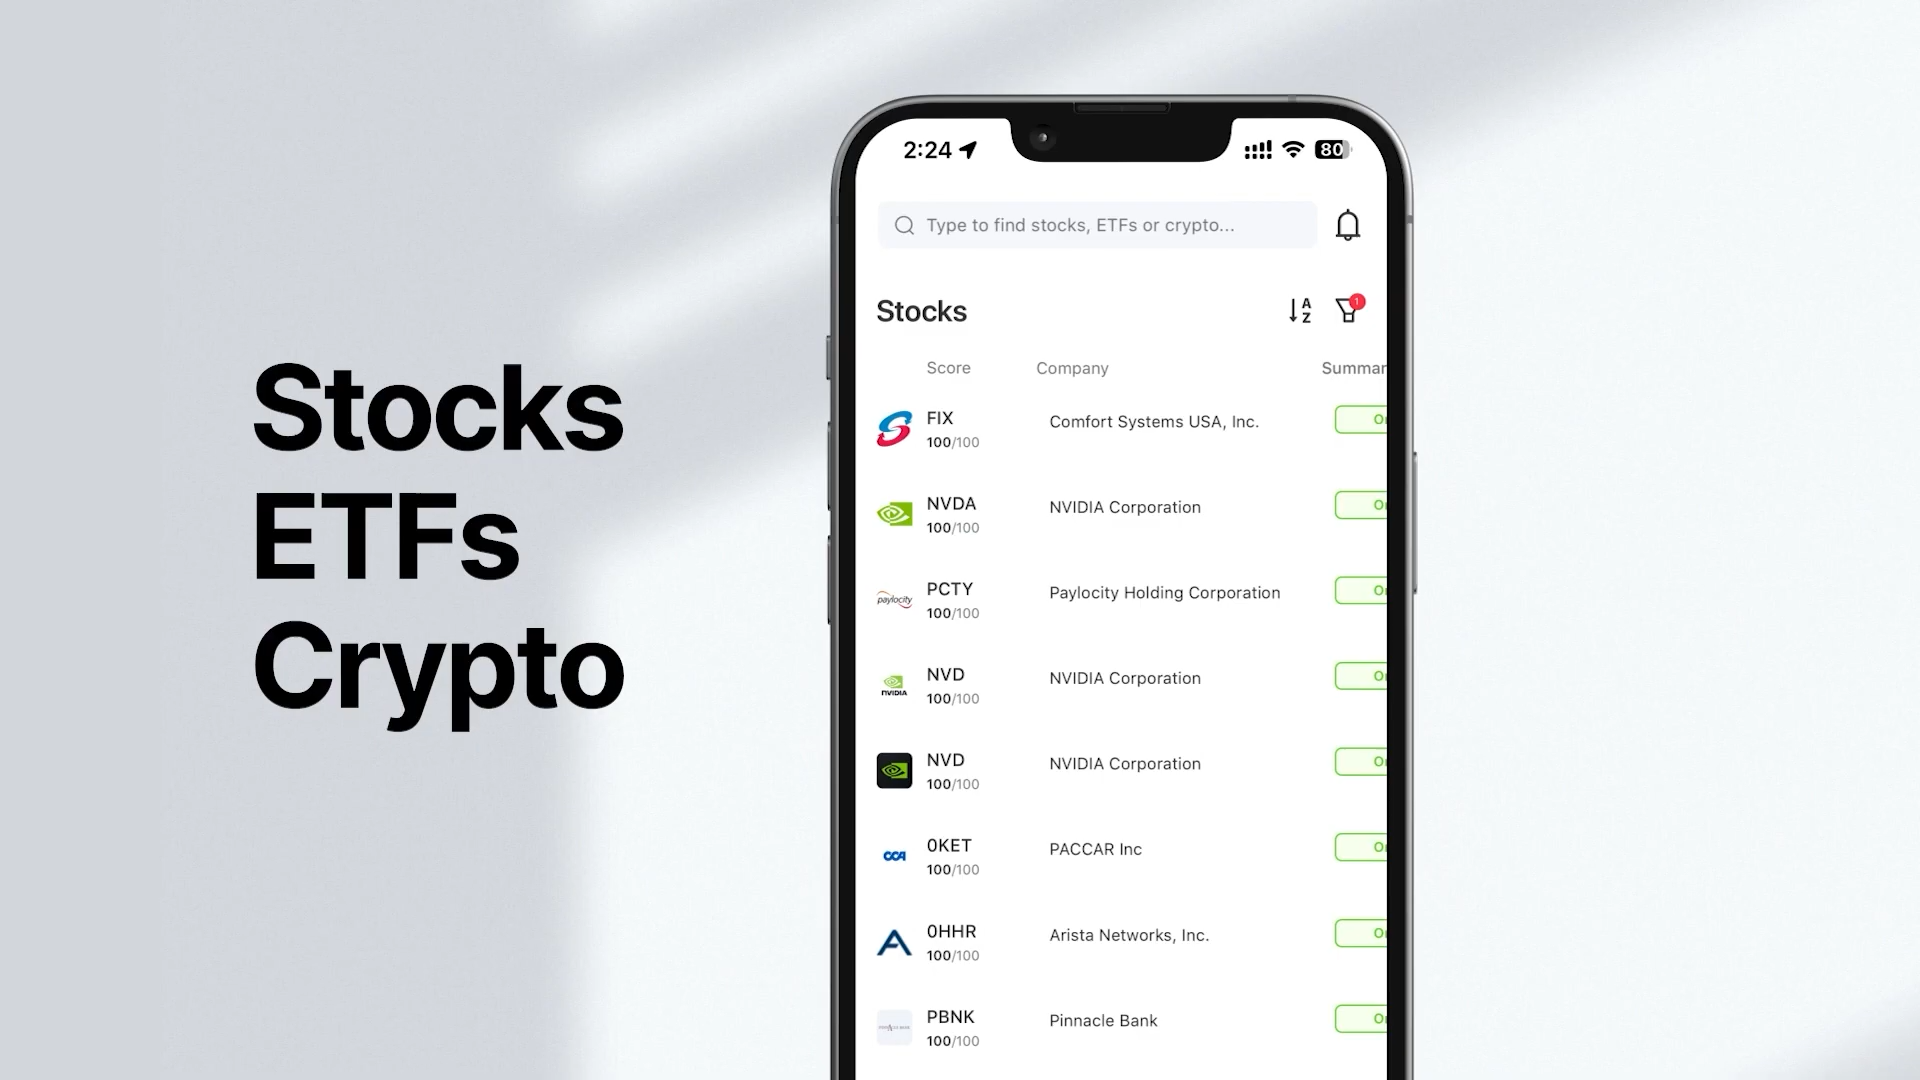 Stocks
ETFs
Crypto
2:24
80
Type to find stocks, ETFs or crypto...
Stocks
A
Z
1
Score Company Summar
FIX Comfort Systems USA, Inc.
100/100
NVDA NVIDIA Corporation
100/100
paylocity PCTY Paylocity Holding Corporation
100/100
NVD NVIDIA Corporation
NVIDIA 100/100
NVD NVIDIA Corporation
100/100
0KET PACCAR Inc
100/100
0HHR Arista Networks, Inc.
100/100
PBNK Pinnacle Bank
100/100